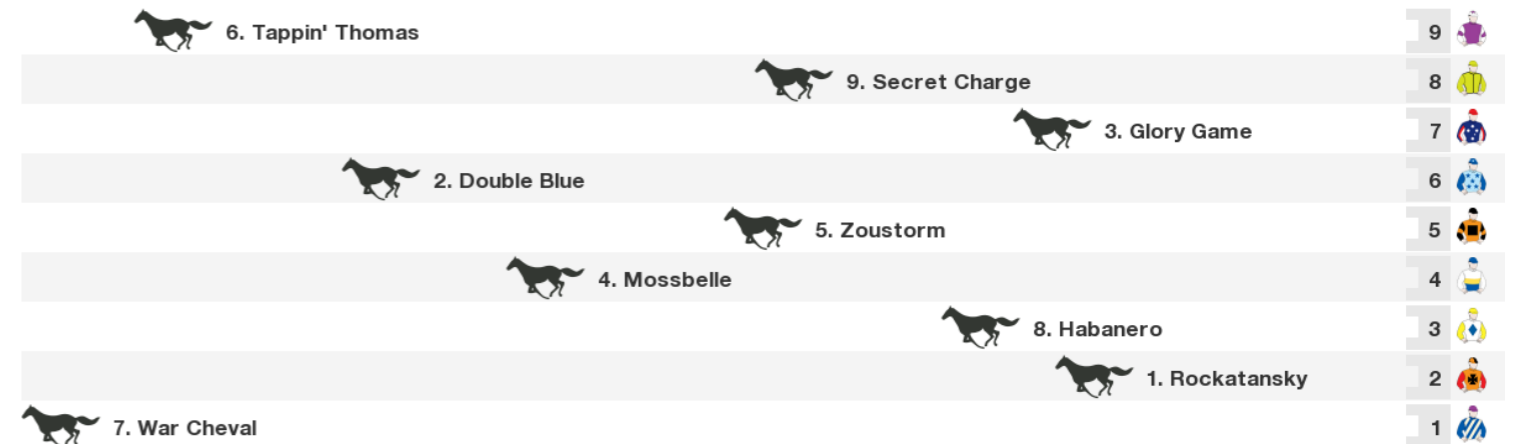 6. Tappin' Thomas 9
9. Secret Charge 8
3. Glory Game 7
2. Double Blue 6
5. Zoustorm 5
4. Mossbelle 4
8. Habanero 3
1. Rockatansky 2
7. War Cheval 1